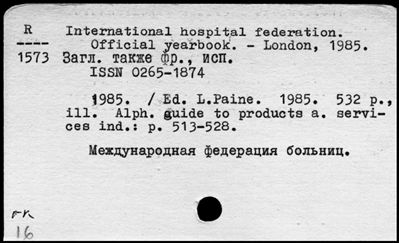 R International hospital federation.
---- Official yearbook. - London, 1985.
1573 Загл. также фр., исп.
ISSN 0265-1874
1985. / Ed. L.Paine. 1985. 532 p.,
ill. Alph. guide to products a. servi-
ces ind.: p. 513-528.
Международная федерация больниц.
16